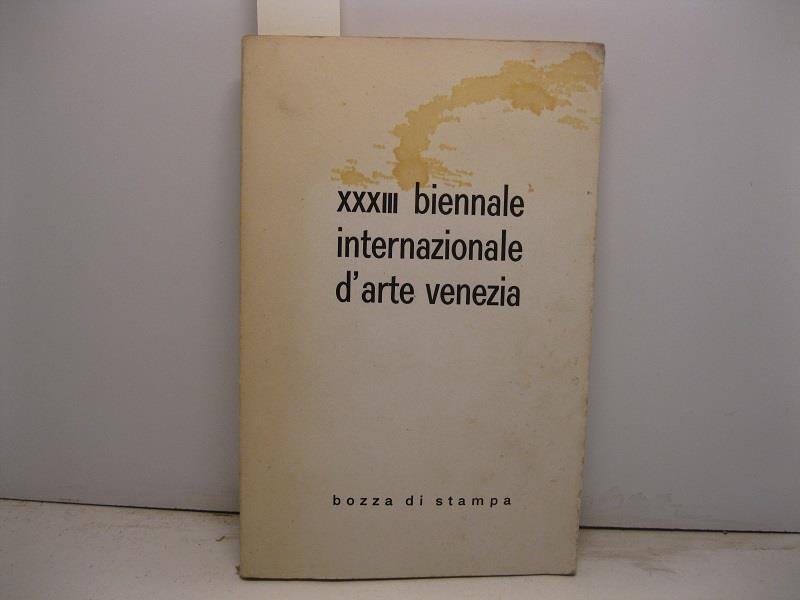 XXXIII biennale
internazionale
d'arte venezia
bozza di stampa